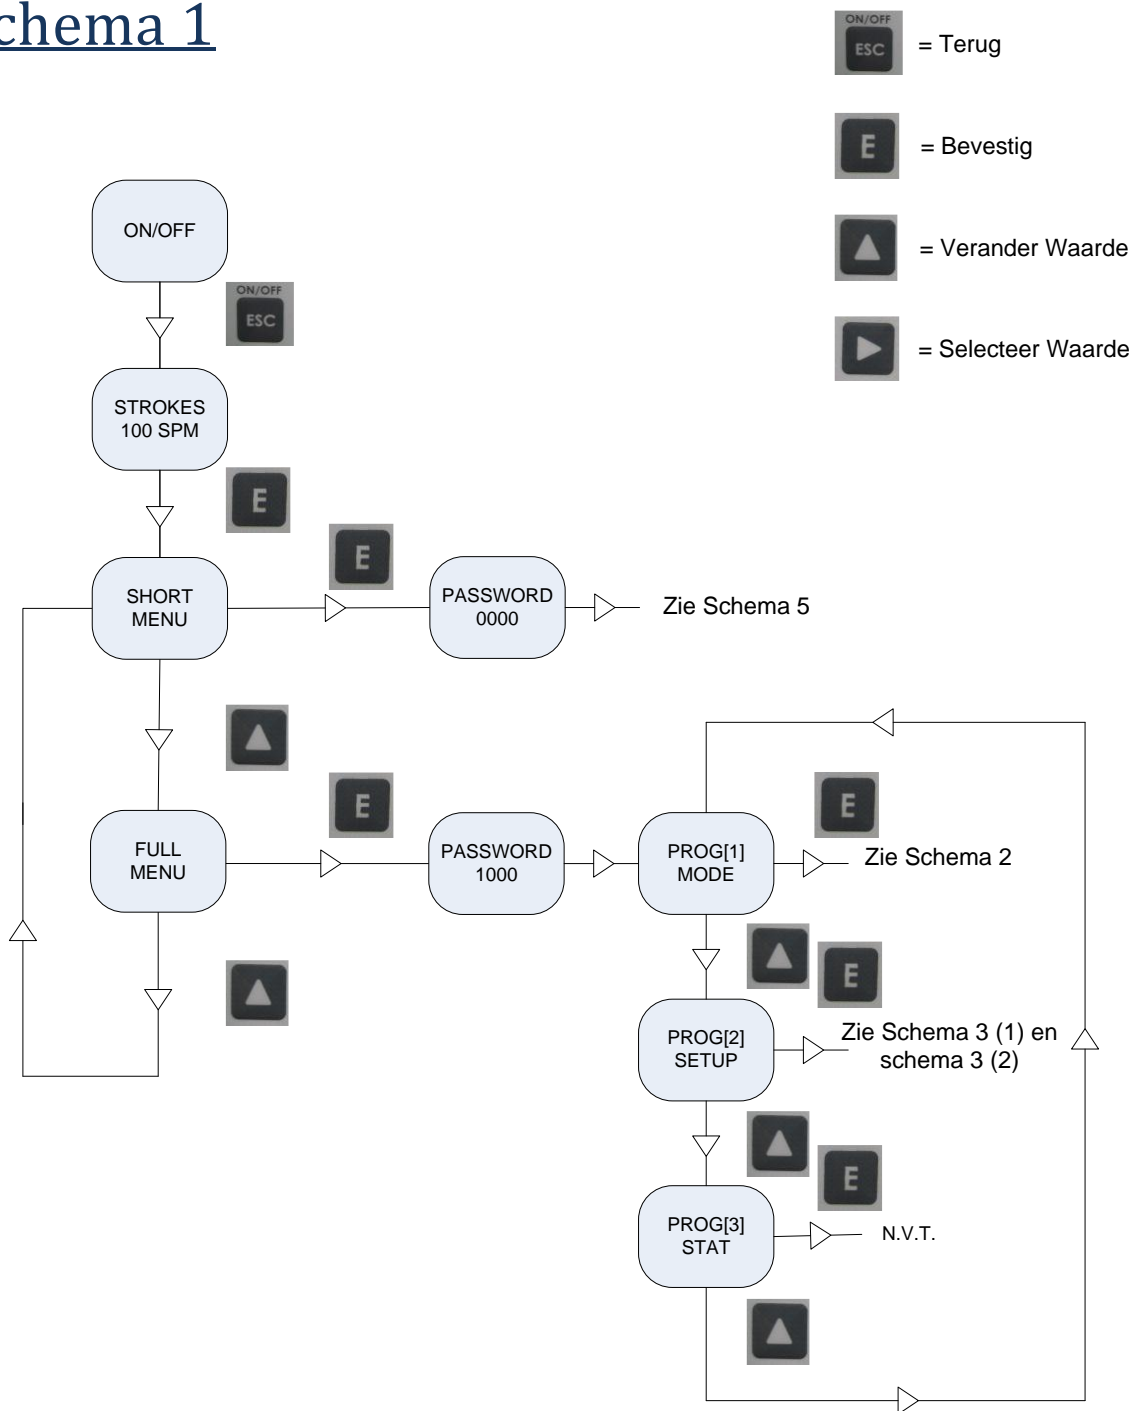 chema 1
ON/OFF
ESC
= Terug
E
= Bevestig
= Verander Waarde
= Selecteer Waarde
ON/OFF
ON/OFF
ESC
STROKES
100 SPM
E
E
SHORT
MENU
PASSWORD
0000
Zie Schema 5
E
FULL
MENU
PASSWORD
1000
PROG[1]
MODE
E
Zie Schema 2
E
PROG[2]
SETUP
Zie Schema 3 (1) en
schema 3 (2)
E
PROG[3]
STAT
N.V.T.